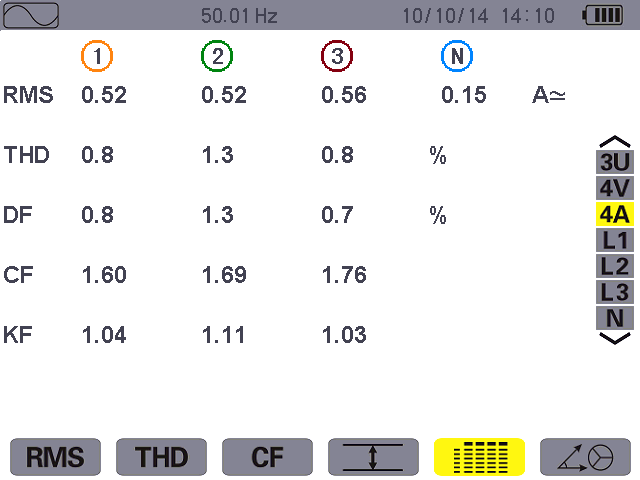 50.01 Hz 10/10/14 14:10
1 2 3 N
RMS 0.52 0.52 0.56 0.15 A≃
THD 0.8 1.3 0.8 %
DF 0.8 1.3 0.7 %
CF 1.60 1.69 1.76
KF 1.04 1.11 1.03
3U
4V
4A
L1
L2
L3
N
RMS THD CF